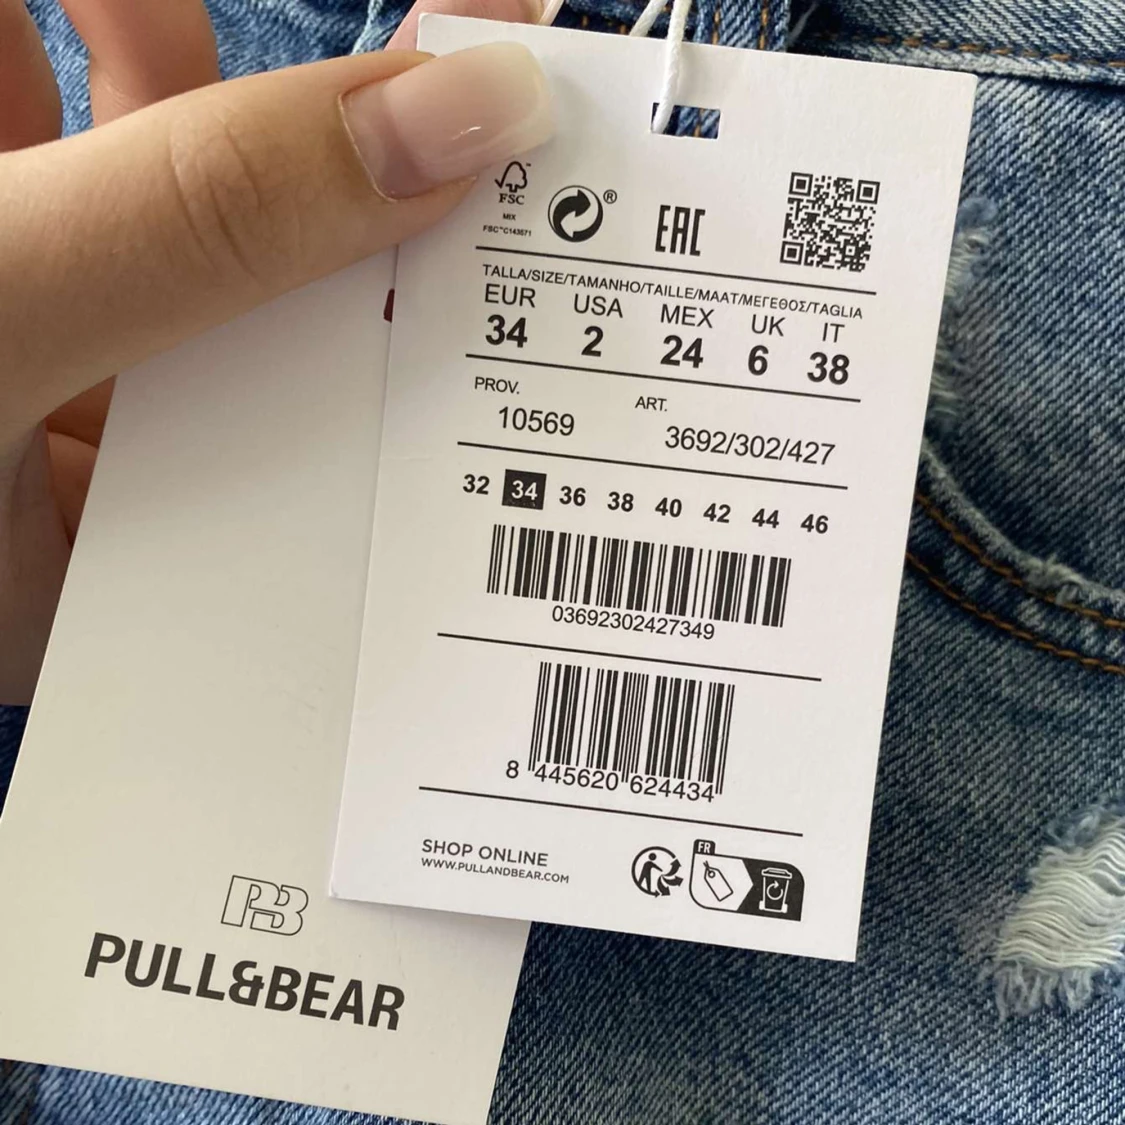 FSC
MIX
FSC™C143571
®
EAC
TALLA/SIZE/TAMANHO/TAILLE/MAAT/ΜΕΓΕΘΟΣ/TAGLIA
EUR USA MEX UK IT
34 2 24 6 38
PROV. ART.
10569 3692/302/427
32 34 36 38 40 42 44 46
03692302427349
8 445620 624434
SHOP ONLINE
WWW.PULLANDBEAR.COM
FR
PB
PULL&BEAR